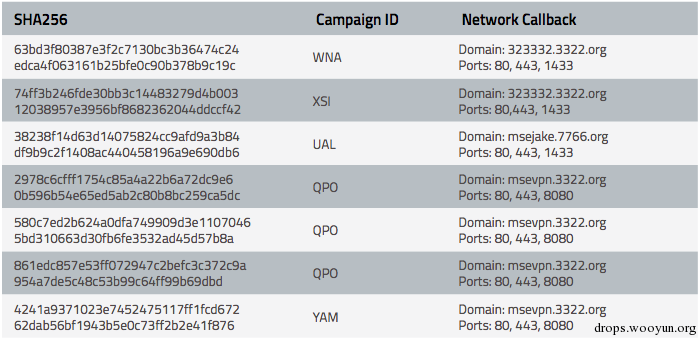 SHA256 Campaign ID Network Callback
63bd3f80387e3f2c7130bc3b36474c24 Domain: 323332.3322.org
edca4f063161b25bfe0c90b378b9c19c WNA Ports: 80, 443, 1433
74ff3b246fde30bb3c14483279d4b003 Domain: 323332.3322.org
12038957e3956bf8682362044ddccf42 XSI Ports: 80,443, 1433
38238f14d63d14075824cc9afd9a3b84 Domain: msejake.7766.org
df9b9c2f1408ac440458196a9e690db6 UAL Ports: 80, 443, 1433
2978c6cfff1754c85a4a22b6a72dc9e6 Domain: msevpn.3322.org
0b596b54e65ed5ab2c80b8bc259ca5dc QPO Ports: 80, 443, 8080
580c7ed2b624a0dfa749909d3e1107046 Domain: msevpn.3322.org
5bd310663d30fb6fe3532ad45d57b8a QPO Ports: 80, 443, 8080
861edc857e53ff072947c2befc3c372c9a Domain: msevpn.3322.org
954a7de5c48c53b99c64ff99b69dbd QPO Ports: 80, 443, 8080
4241a9371023e7452475117ff1fcd672 Domain: msevpn.3322.org
62dab56bf1943b5e0c73ff2b2e41f876 YAM Ports: 80, 443, 8080
drops.wooyun.org